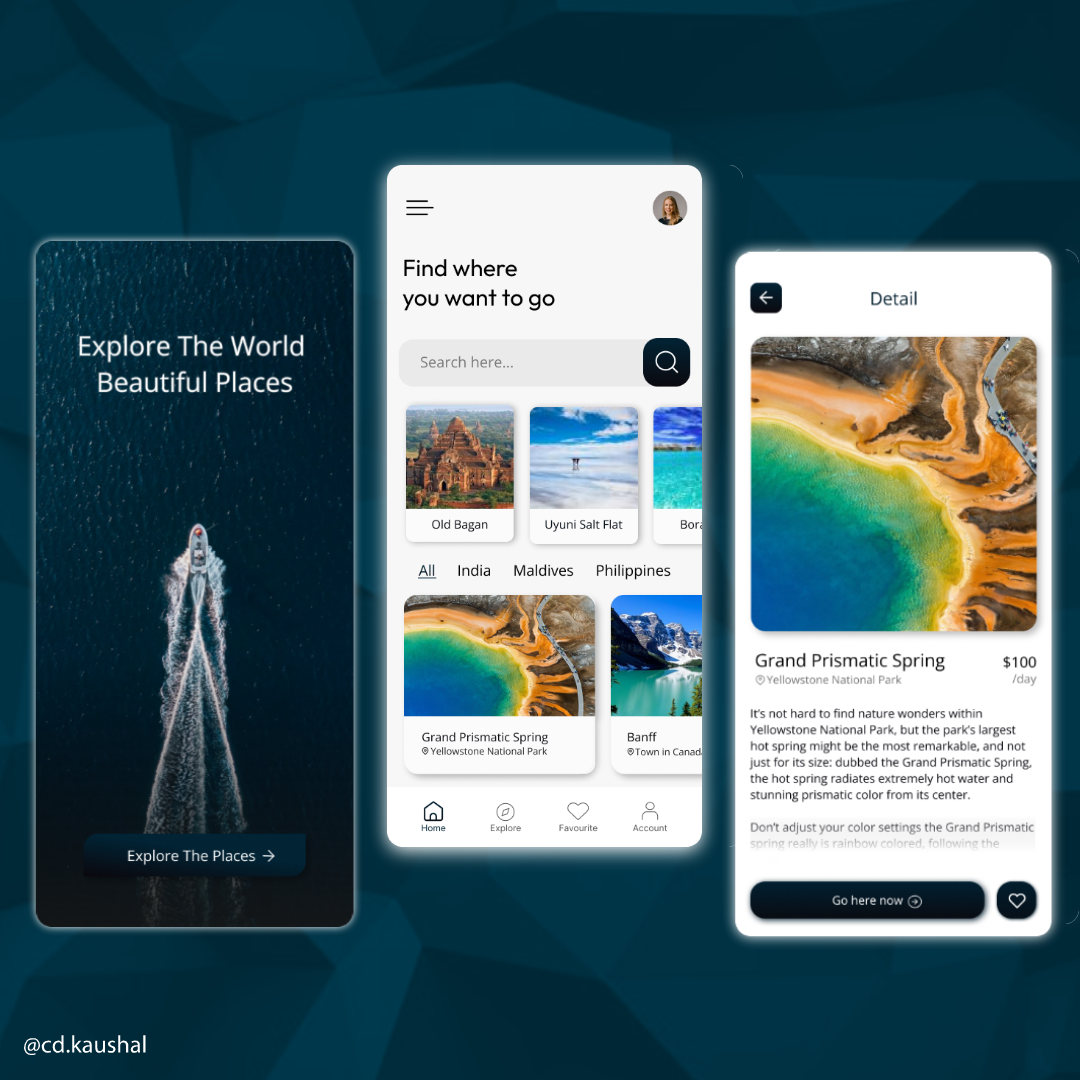 Explore The World
Beautiful Places
Explore The Places
Find where
you want to go
Search here...
Old Bagan
Uyuni Salt Flat
Bora
All India Maldives Philippines
Grand Prismatic Spring
Yellowstone National Park
Banff
Town in Canada
Home Explore Favourite Account
Detail
Grand Prismatic Spring $100
Yellowstone National Park /day
It's not hard to find nature wonders within
Yellowstone National Park, but the park's largest
hot spring might be the most remarkable, and not
just for its size: dubbed the Grand Prismatic Spring,
the hot spring radiates extremely hot water and
stunning prismatic color from its center.
Don't adjust your color settings the Grand Prismatic
spring really is rainbow colored, following the
Go here now
@cd.kaushal